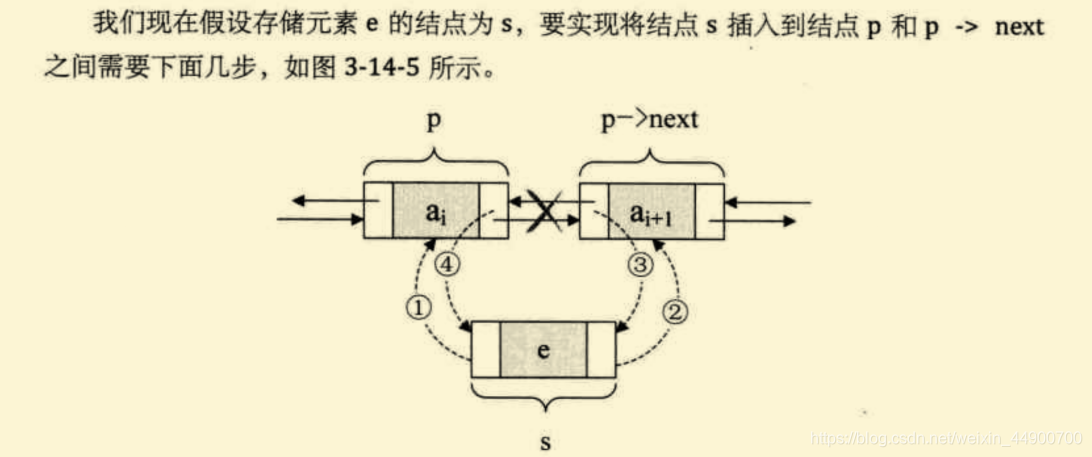 我们现在假设存储元素 e 的结点为 s，要实现将结点 s 插入到结点 p 和 p -> next
之间需要下面几步，如图 3-14-5 所示。
p
p->next
aᵢ
aᵢ₊₁
④
③
①
②
e
s
https://blog.csdn.net/weixin_44900700